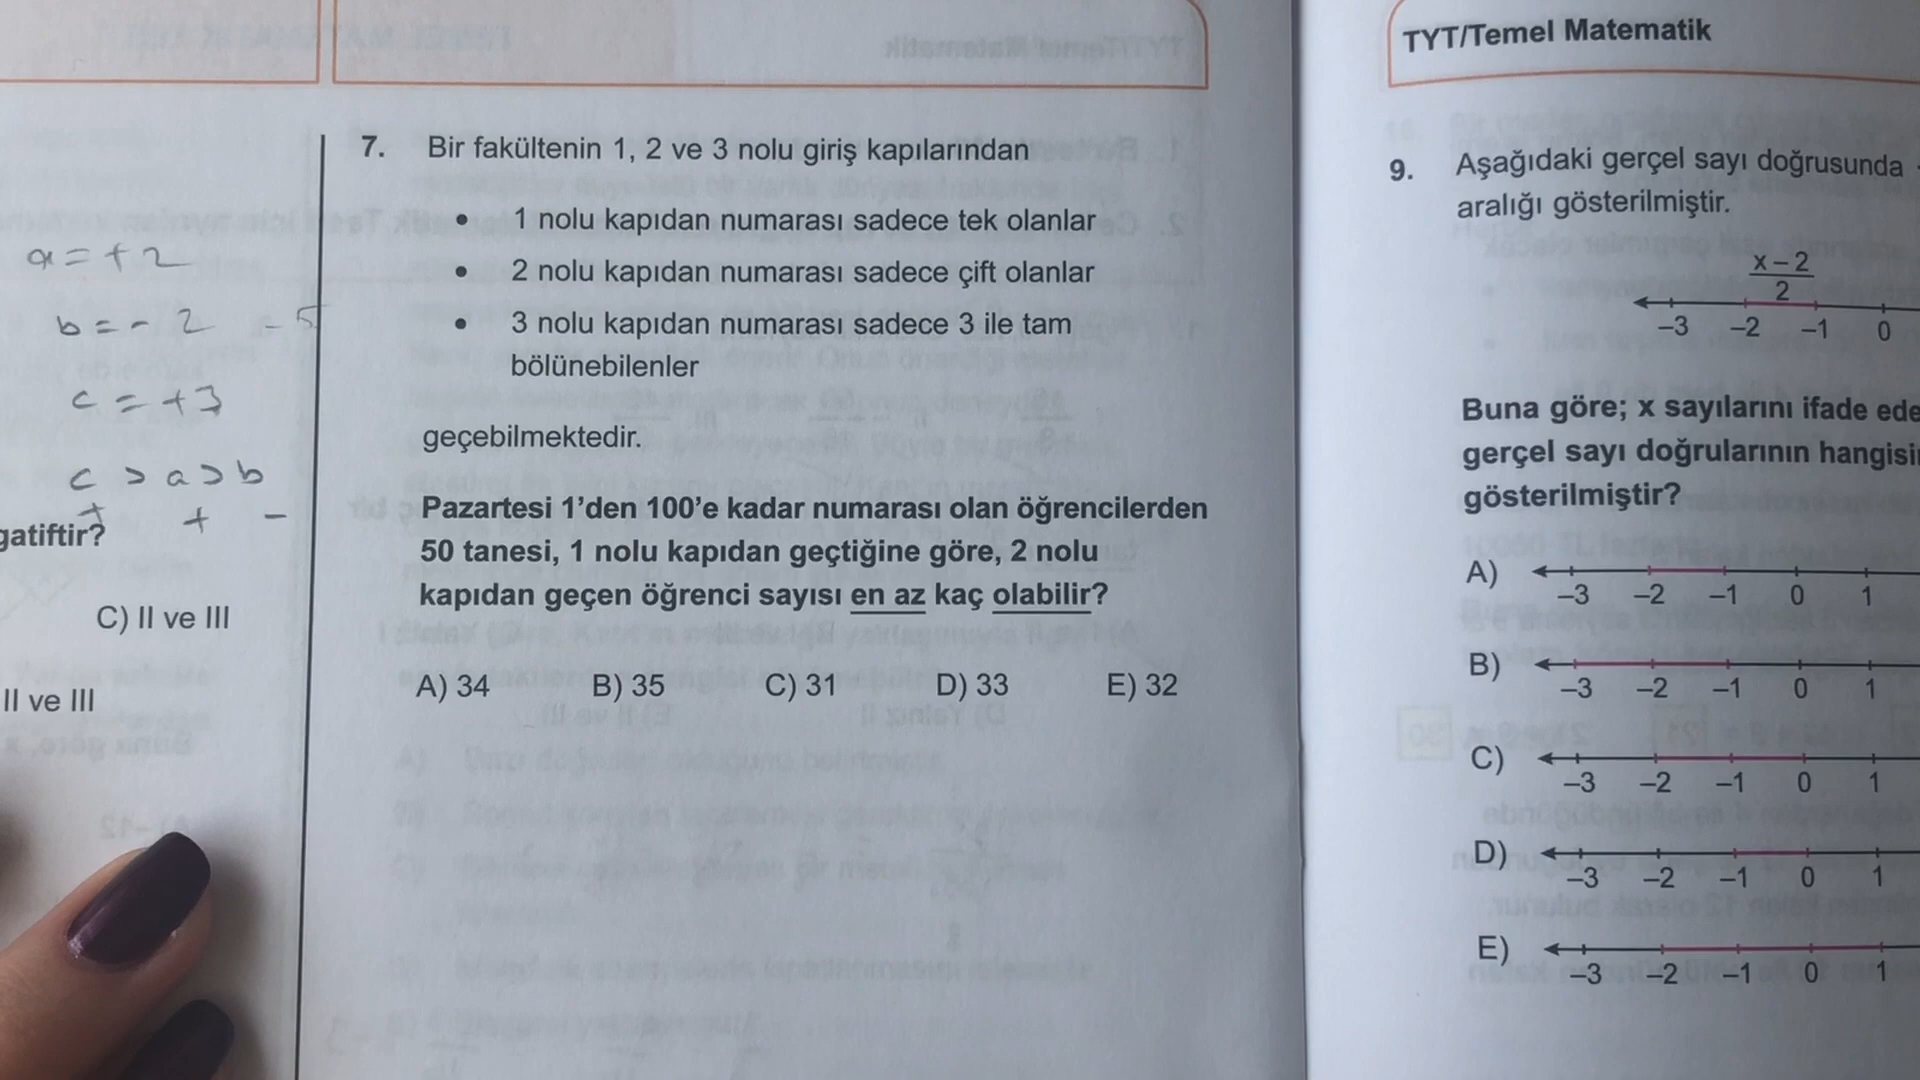 a = +2
b = - 2 - 5
c = +3
c > a > b
+ + -
gatiftir?
C) II ve III
II ve III
7. Bir fakültenin 1, 2 ve 3 nolu giriş kapılarından
• 1 nolu kapıdan numarası sadece tek olanlar
• 2 nolu kapıdan numarası sadece çift olanlar
• 3 nolu kapıdan numarası sadece 3 ile tam
bölünebilenler
geçebilmektedir.
Pazartesi 1'den 100'e kadar numarası olan öğrencilerden
50 tanesi, 1 nolu kapıdan geçtiğine göre, 2 nolu
kapıdan geçen öğrenci sayısı en az kaç olabilir?
A) 34 B) 35 C) 31 D) 33 E) 32
TYT/Temel Matematik
9. Aşağıdaki gerçel sayı doğrusunda
aralığı gösterilmiştir.
x – 2
2
–3 –2 –1 0
Buna göre; x sayılarını ifade ede
gerçel sayı doğrularının hangisi
gösterilmiştir?
A) –3 –2 –1 0 1
B) –3 –2 –1 0 1
C) –3 –2 –1 0 1
D) –3 –2 –1 0 1
E) –3 –2 –1 0 1